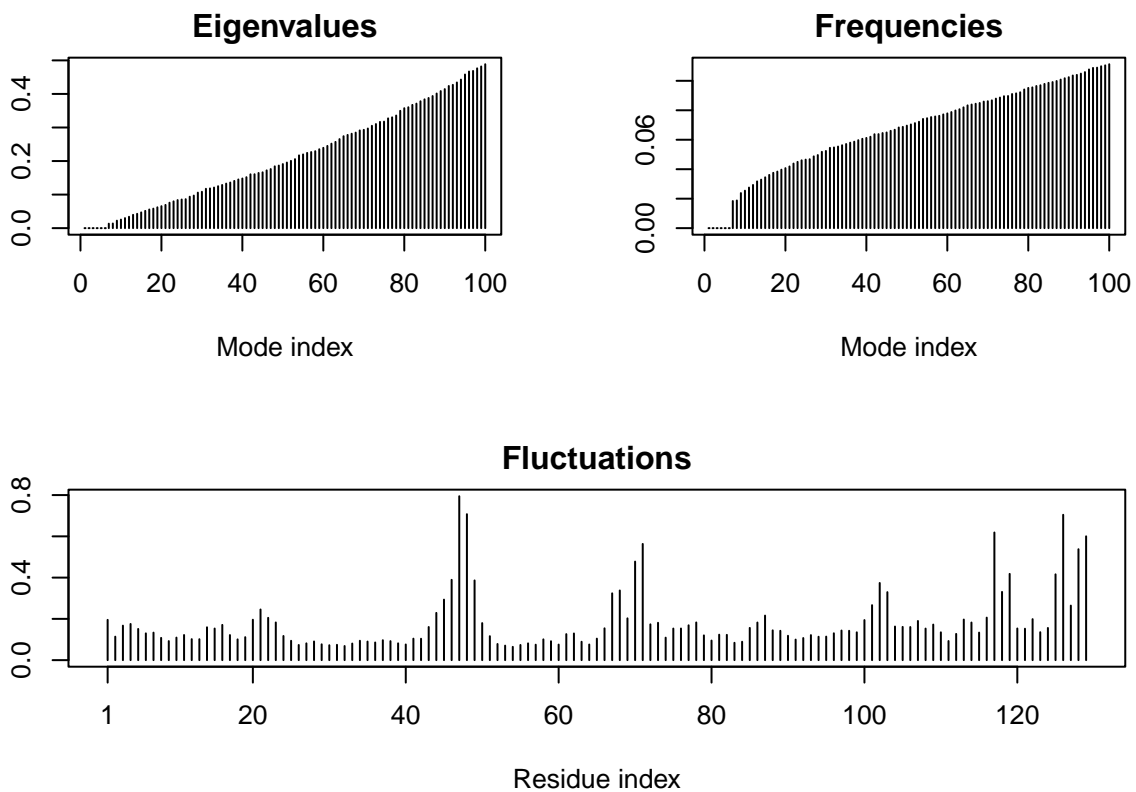 Eigenvalues
0.0 0.2 0.4
0 20 40 60 80 100
Mode index
Frequencies
0.00 0.06
0 20 40 60 80 100
Mode index
Fluctuations
0.0 0.4 0.8
1 20 40 60 80 100 120
Residue index